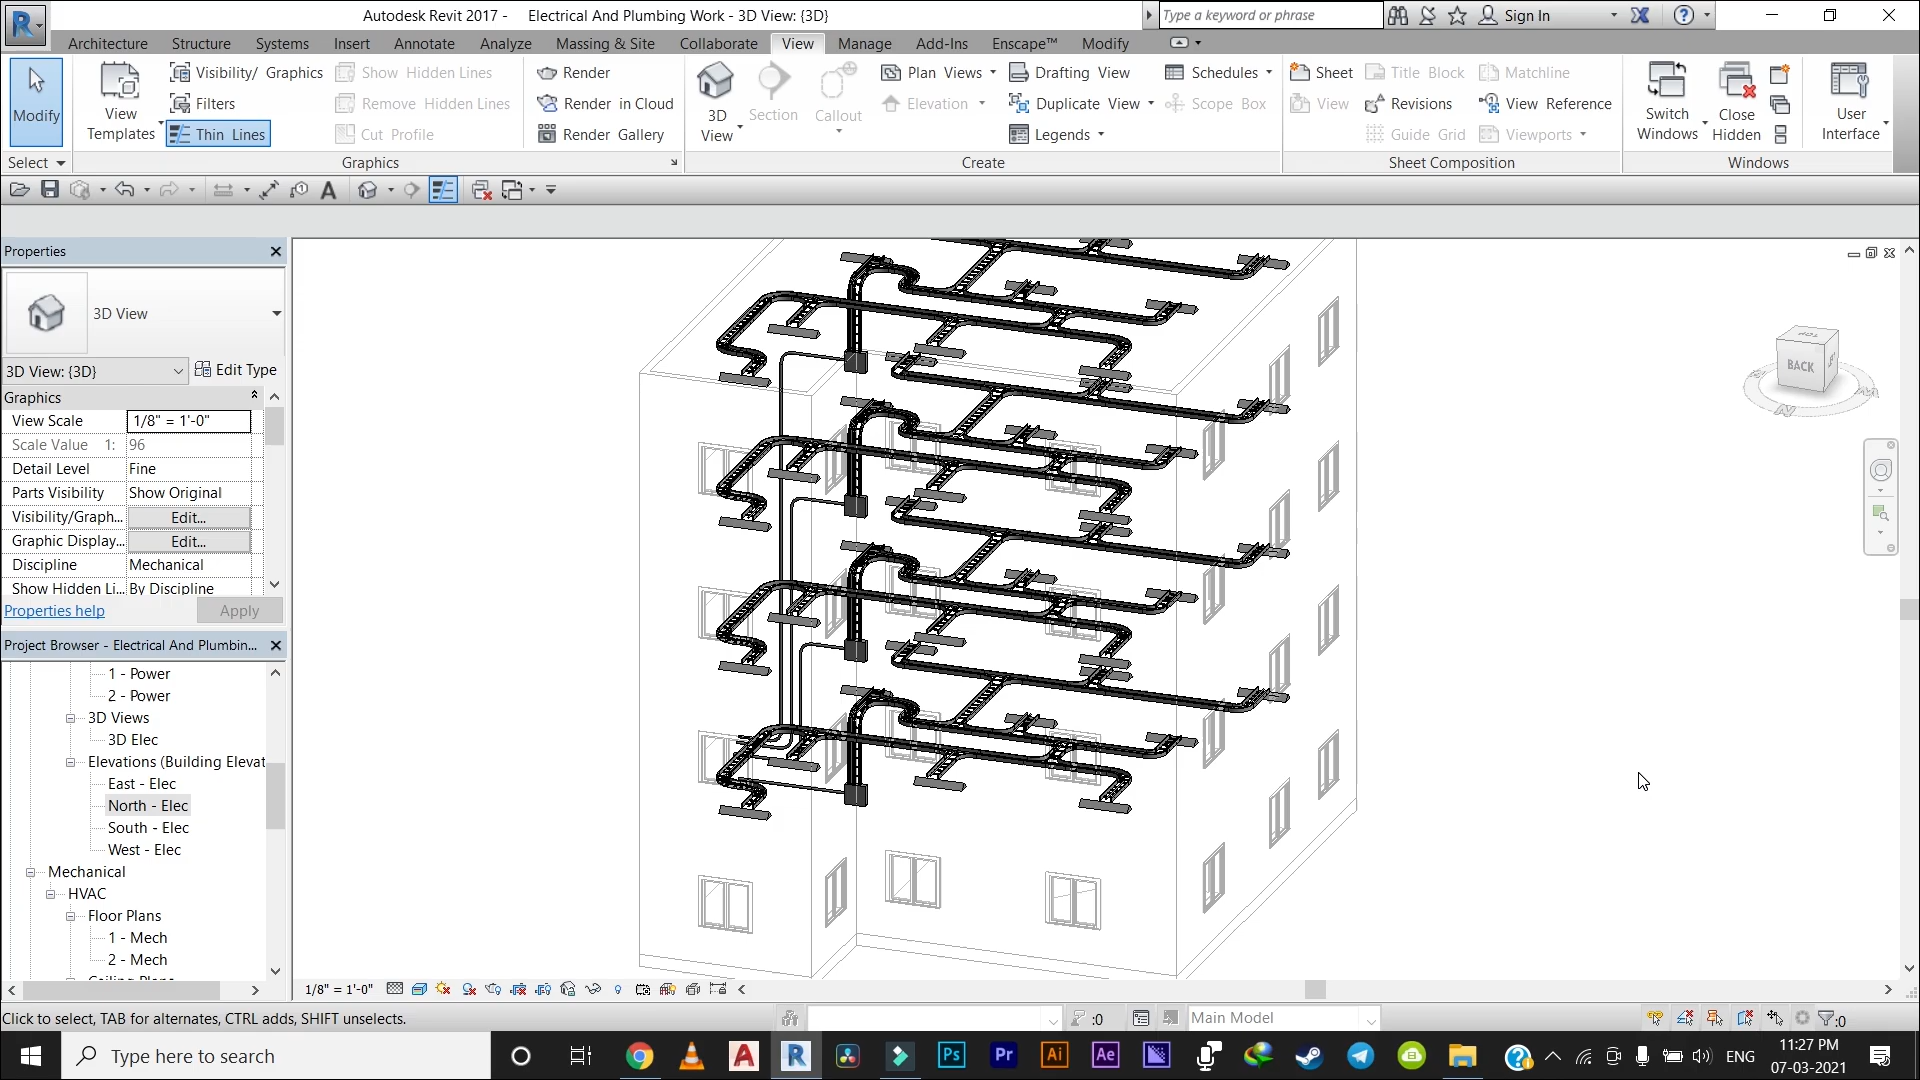 Autodesk Revit 2017 - Electrical And Plumbing Work - 3D View: {3D}
Type a keyword or phrase
Sign In
Architecture Structure Systems Insert Annotate Analyze Massing & Site Collaborate View Manage Add-Ins Enscape™ Modify
Modify
Select
View Templates
Visibility/ Graphics
Filters
Thin Lines
Show Hidden Lines
Remove Hidden Lines
Cut Profile
Graphics
Render
Render in Cloud
Render Gallery
3D View
Section
Callout
Plan Views
Elevation
Drafting View
Duplicate View
Legends
Schedules
Scope Box
Create
Sheet
View
Title Block
Revisions
Guide Grid
Matchline
View Reference
Viewports
Sheet Composition
Switch Windows
Close Hidden
User Interface
Windows
Properties
3D View
3D View: {3D}
Edit Type
Graphics
View Scale 1/8" = 1'-0"
Scale Value 1: 96
Detail Level Fine
Parts Visibility Show Original
Visibility/Graph... Edit...
Graphic Display... Edit...
Discipline Mechanical
Show Hidden Li... By Discipline
Properties help Apply
Project Browser - Electrical And Plumbin...
1 - Power
2 - Power
3D Views
3D Elec
Elevations (Building Elevat
East - Elec
North - Elec
South - Elec
West - Elec
Mechanical
HVAC
Floor Plans
1 - Mech
2 - Mech
BACK
TOP
1/8" = 1'-0"
Click to select, TAB for alternates, CTRL adds, SHIFT unselects.
:0
Main Model
:0
Type here to search
Ps Pr Ai Ae
ENG
11:27 PM
07-03-2021